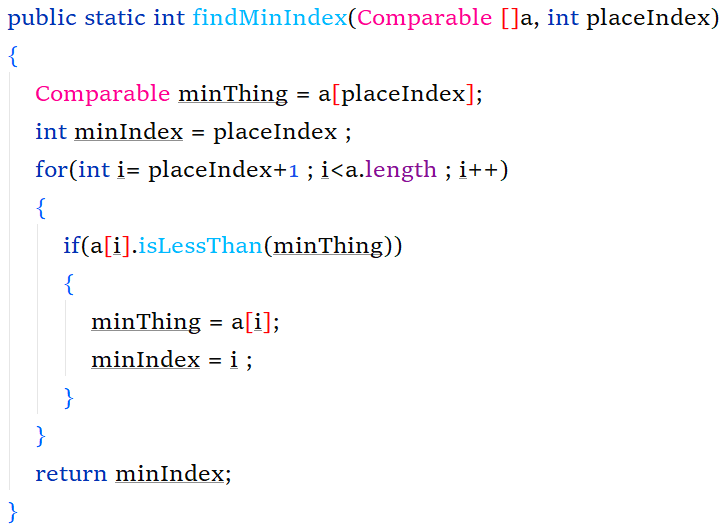 public static int findMinIndex(Comparable []a, int placeIndex)
{
Comparable minThing = a[placeIndex];
int minIndex = placeIndex ;
for(int i= placeIndex+1 ; i<a.length ; i++)
{
if(a[i].isLessThan(minThing))
{
minThing = a[i];
minIndex = i ;
}
}
return minIndex;
}